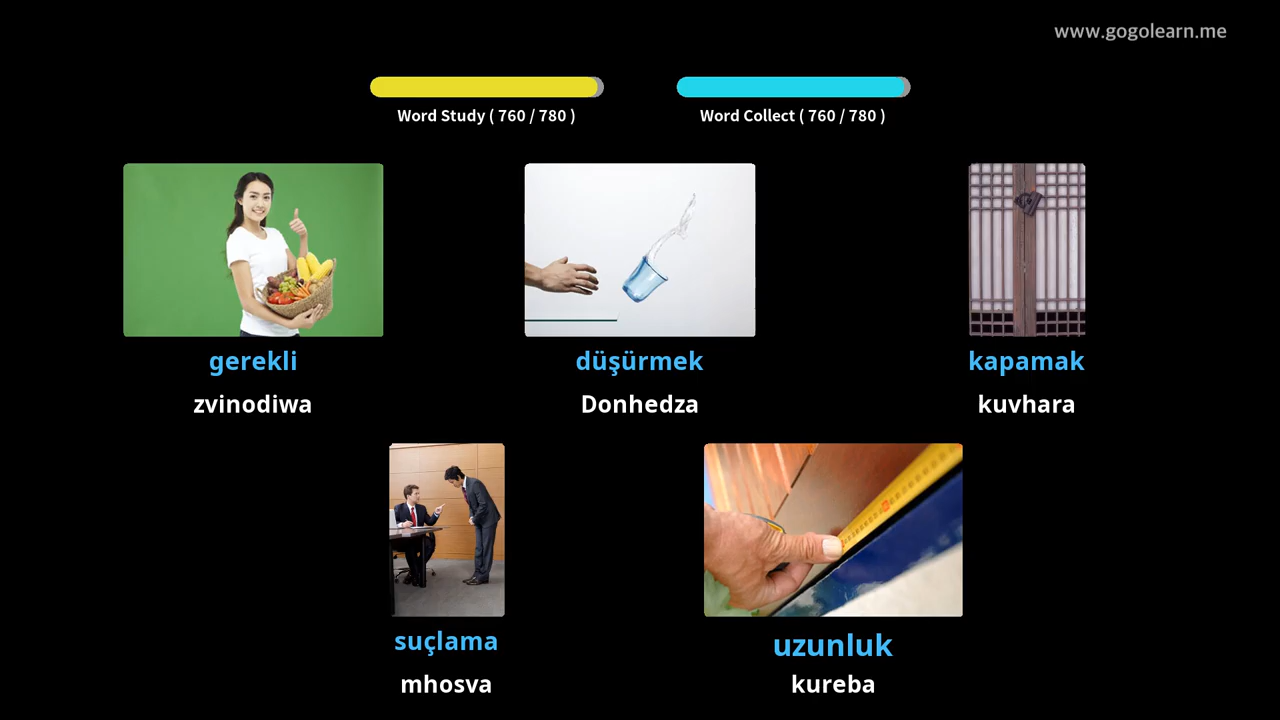 www.gogolearn.me
Word Study ( 760 / 780 )
Word Collect ( 760 / 780 )
gerekli
zvinodiwa
düşürmek
Donhedza
kapamak
kuvhara
suçlama
mhosva
uzunluk
kureba